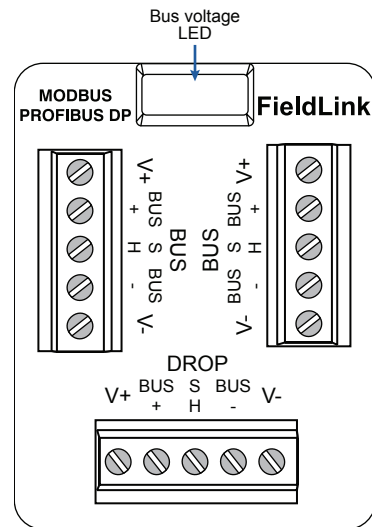 Bus voltage
LED
MODBUS
PROFIBUS DP
FieldLink
V+
BUS
+
S
H
BUS
-
V-
BUS
V+
BUS
+
S
H
BUS
-
V-
BUS
DROP
V+ BUS S BUS V-
+ H -